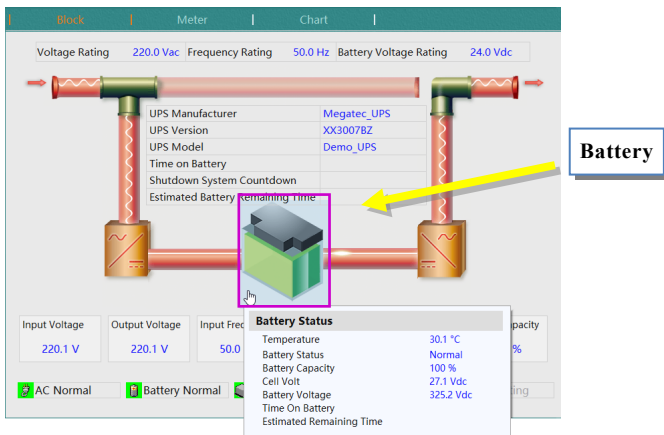 Block | Meter | Chart |
Voltage Rating 220.0 Vac Frequency Rating 50.0 Hz Battery Voltage Rating 24.0 Vdc
UPS Manufacturer Megatec_UPS
UPS Version XX3007BZ
UPS Model Demo_UPS
Time on Battery
Shutdown System Countdown
Estimated Battery Remaining Time
Battery
Input Voltage Output Voltage Input Freq pacity
220.1 V 220.1 V 50.0 %
Battery Status
Temperature 30.1 °C
Battery Status Normal
Battery Capacity 100 %
Cell Volt 27.1 Vdc
Battery Voltage 325.2 Vdc
Time On Battery
Estimated Remaining Time
AC Normal Battery Normal ing